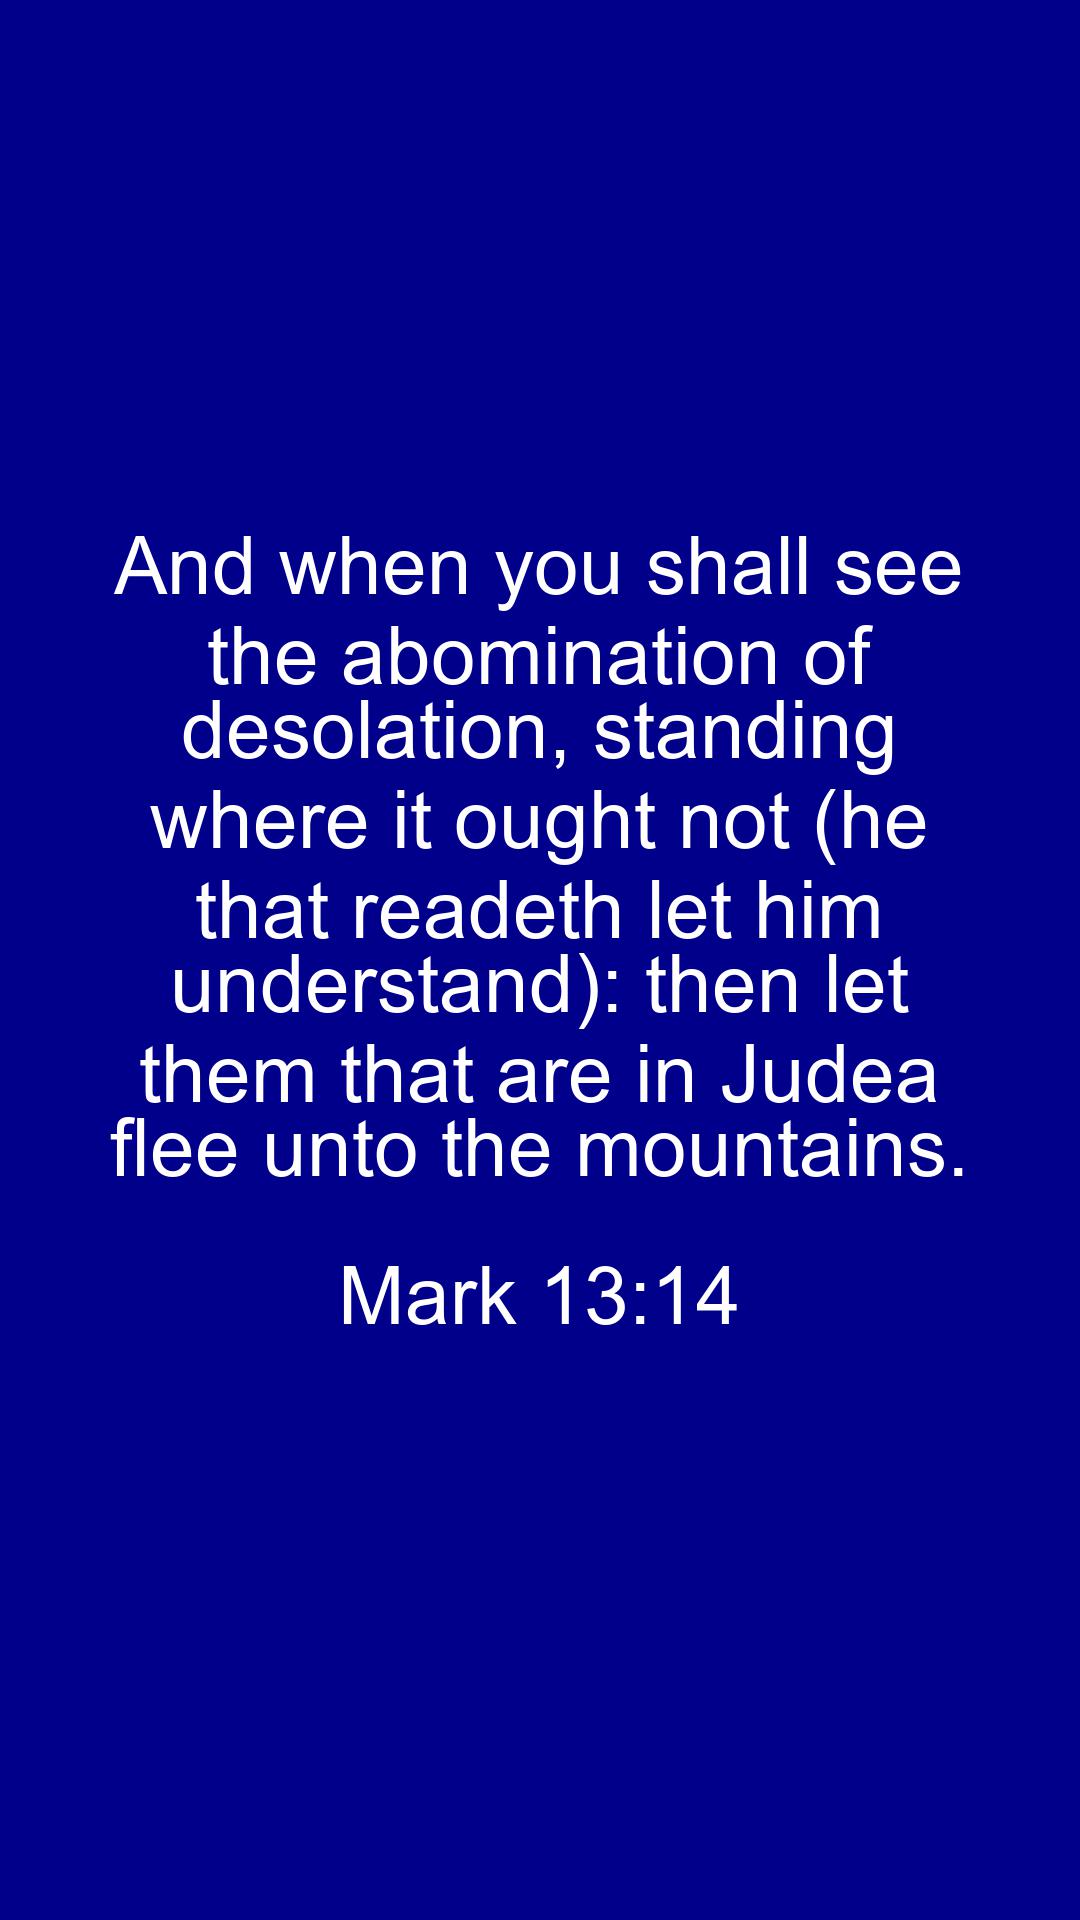 And when you shall see
the abomination of
desolation, standing
where it ought not (he
that readeth let him
understand): then let
them that are in Judea
flee unto the mountains.
Mark 13:14